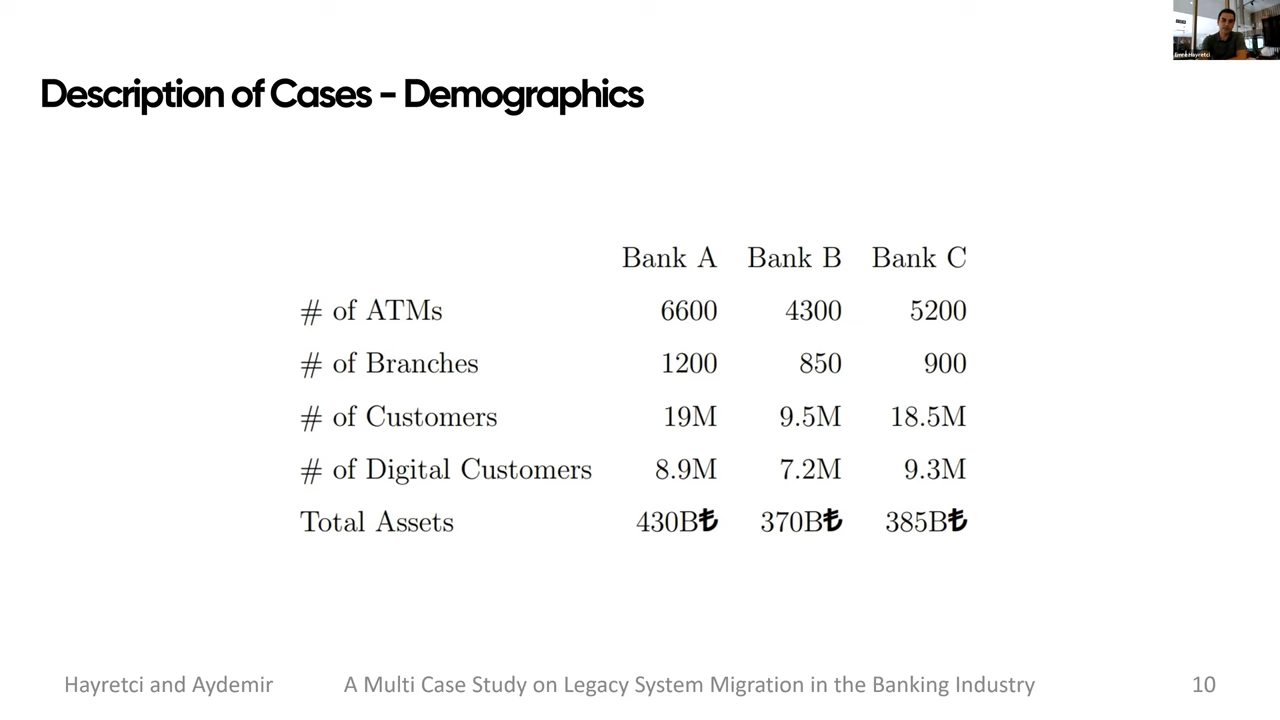 Emre Hayretci
Description of Cases - Demographics
Bank A Bank B Bank C
# of ATMs 6600 4300 5200
# of Branches 1200 850 900
# of Customers 19M 9.5M 18.5M
# of Digital Customers 8.9M 7.2M 9.3M
Total Assets 430B₺ 370B₺ 385B₺
Hayretci and Aydemir A Multi Case Study on Legacy System Migration in the Banking Industry 10